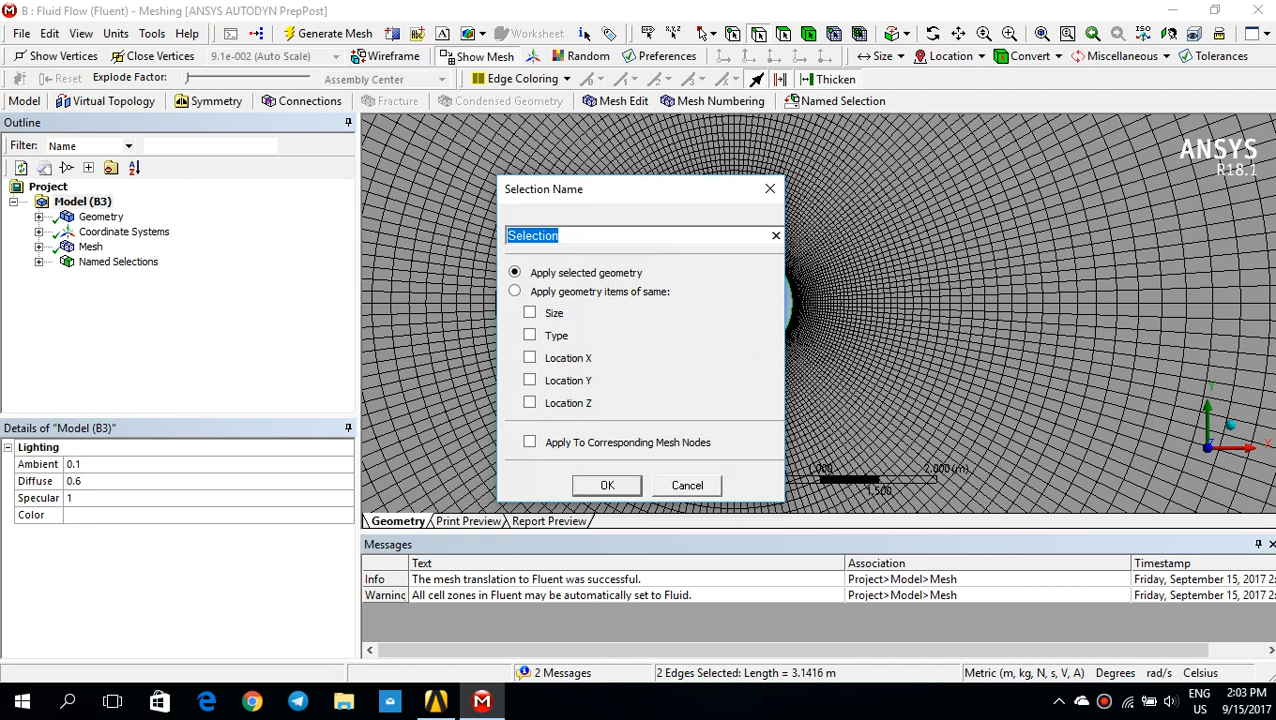 B : Fluid Flow (Fluent) - Meshing [ANSYS AUTODYN PrepPost]
File Edit View Units Tools Help Generate Mesh Worksheet
Show Vertices Close Vertices 9.1e-002 (Auto Scale) Wireframe Show Mesh Random Preferences Size Location Convert Miscellaneous Tolerances
Reset Explode Factor: Assembly Center Edge Coloring Thicken
Model Virtual Topology Symmetry Connections Fracture Condensed Geometry Mesh Edit Mesh Numbering Named Selection
Outline
Filter: Name
Project
Model (B3)
Geometry
Coordinate Systems
Mesh
Named Selections
ANSYS
R18.1
Selection Name
Selection
Apply selected geometry
Apply geometry items of same:
Size
Type
Location X
Location Y
Location Z
Apply To Corresponding Mesh Nodes
OK Cancel
Y
X
Z
2.000 (m)
1.500
Details of "Model (B3)"
Lighting
Ambient 0.1
Diffuse 0.6
Specular 1
Color
Geometry Print Preview Report Preview
Messages
Text Association Timestamp
Info The mesh translation to Fluent was successful. Project>Model>Mesh Friday, September 15, 2017 2:
Warning All cell zones in Fluent may be automatically set to Fluid. Project>Model>Mesh Friday, September 15, 2017 2:
2 Messages 2 Edges Selected: Length = 3.1416 m Metric (m, kg, N, s, V, A) Degrees rad/s Celsius
ENG 2:03 PM
US 9/15/2017